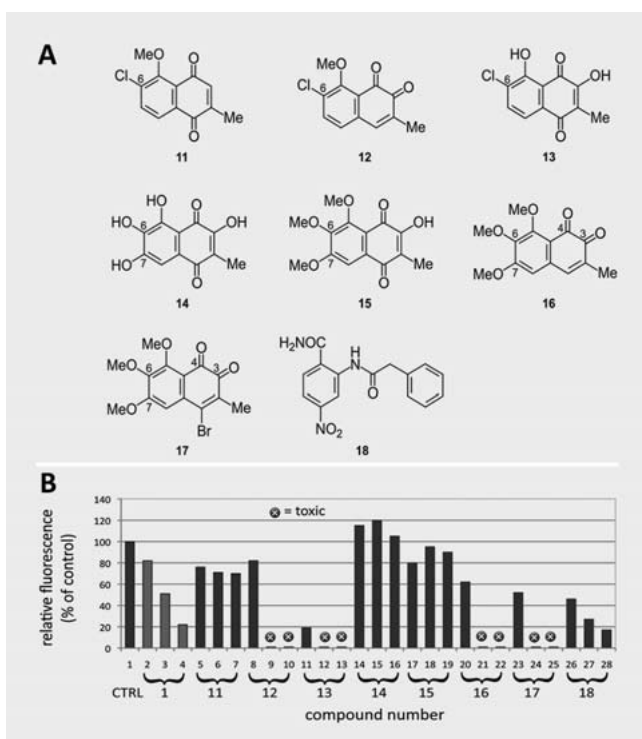 A
MeO O
Cl 6
Me
O
11
MeO O
Cl 6 O
Me
12
HO O
Cl 6 OH
Me
O
13
HO O
HO 6 OH
HO 7 Me
O
14
MeO O
MeO 6 OH
MeO 7 Me
O
15
MeO O
MeO 6 4 3 O
MeO 7 Me
16
MeO O
MeO 6 4 3 O
MeO 7 Me
Br
17
H₂NOC H
N
O
NO₂
18
B
relative fluorescence
(% of control)
140
120
100
80
60
40
20
0
ⓧ = toxic
1 2 3 4 5 6 7 8 9 10 11 12 13 14 15 16 17 18 19 20 21 22 23 24 25 26 27 28
CTRL 1 11 12 13 14 15 16 17 18
compound number